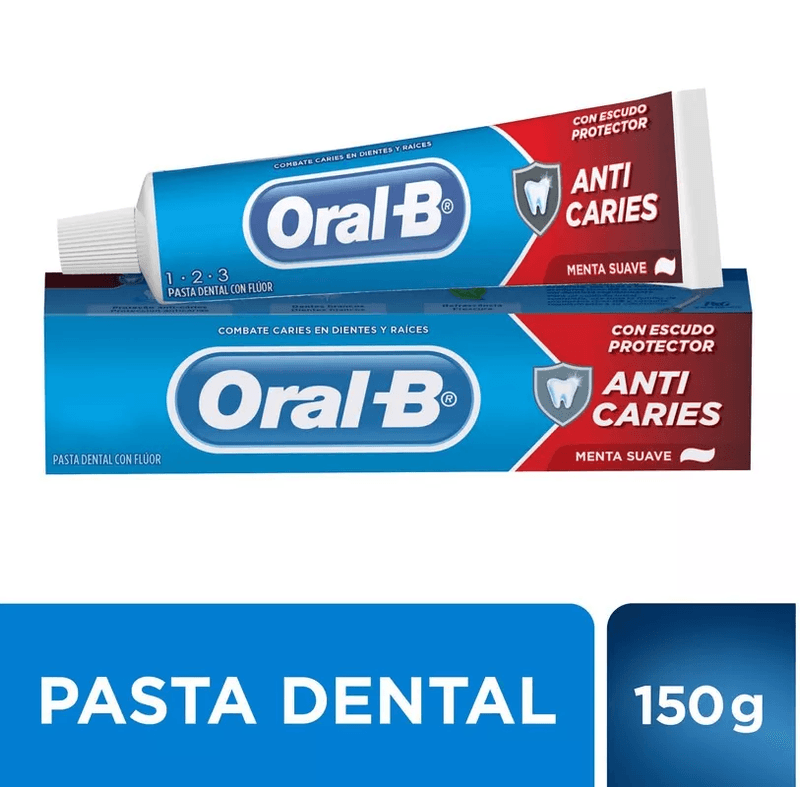 COMBATE CARIES EN DIENTES Y RAÍCES
CON ESCUDO
PROTECTOR
Oral-B®
ANTI
CARIES
1·2·3
PASTA DENTAL CON FLÚOR
MENTA SUAVE
COMBATE CARIES EN DIENTES Y RAÍCES
CON ESCUDO
PROTECTOR
Oral-B®
ANTI
CARIES
PASTA DENTAL CON FLÚOR
MENTA SUAVE
PASTA DENTAL
150g